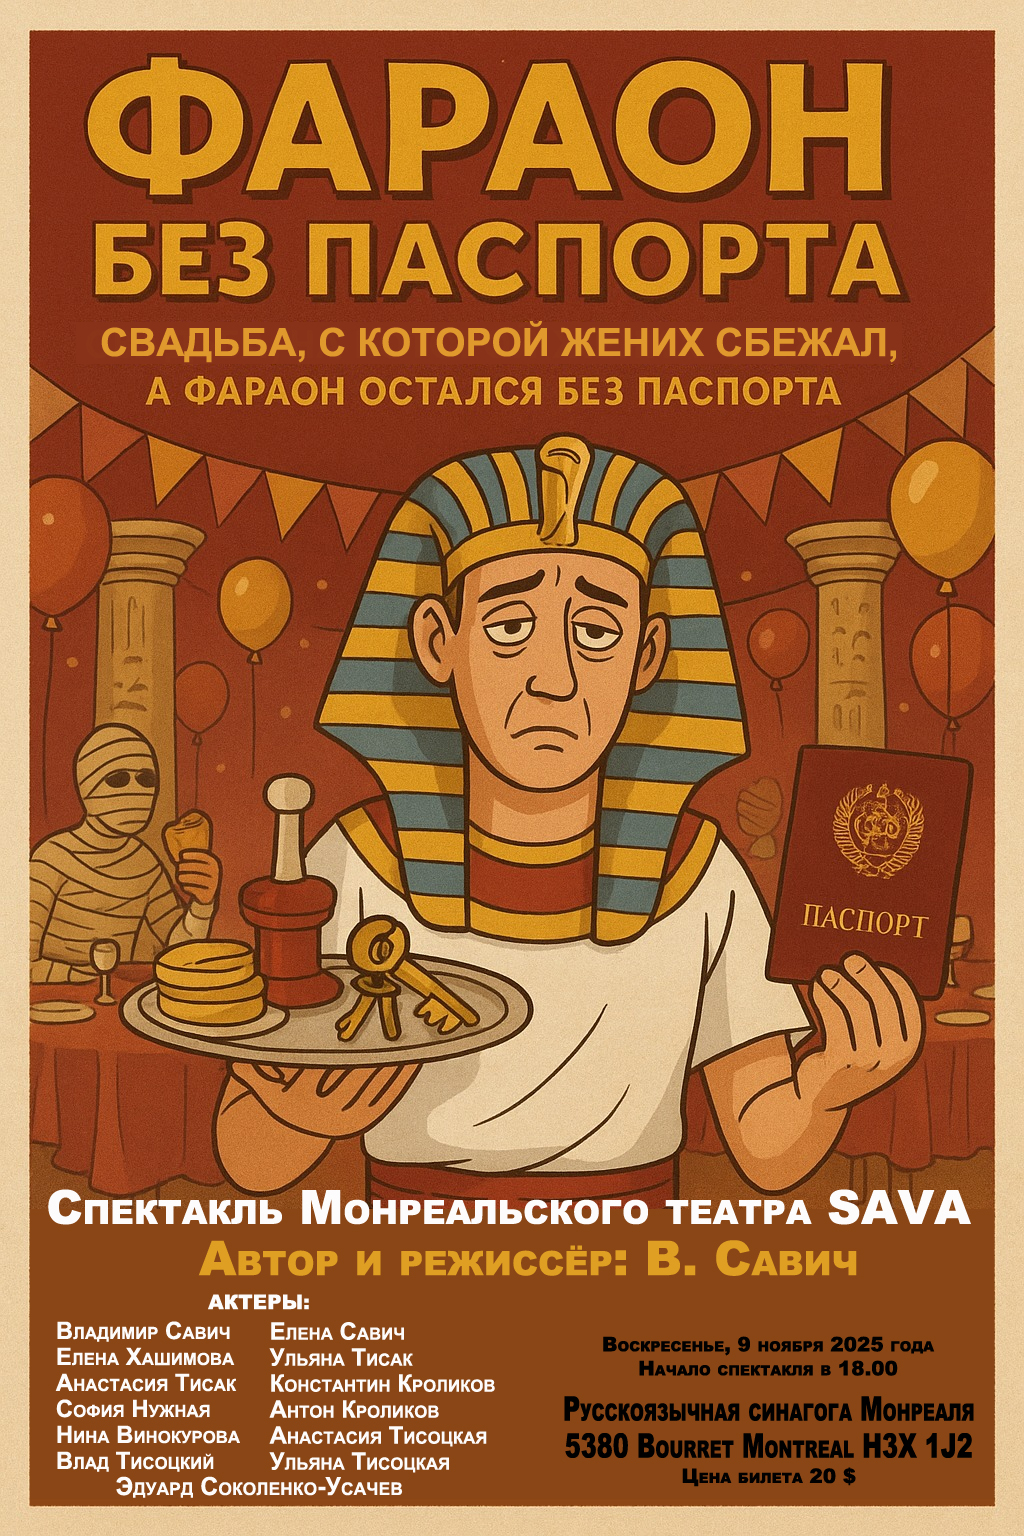 ФАРАОН
БЕЗ ПАСПОРТА
СВАДЬБА, С КОТОРОЙ ЖЕНИХ СБЕЖАЛ,
А ФАРАОН ОСТАЛСЯ БЕЗ ПАСПОРТА
ПАСПОРТ
Спектакль Монреальского театра SAVA
Автор и режиссёр: В. Савич
АКТЕРЫ:
Владимир Савич
Елена Хашимова
Анастасия Тисак
София Нужная
Нина Винокурова
Влад Тисоцкий
Елена Савич
Ульяна Тисак
Константин Кроликов
Антон Кроликов
Анастасия Тисоцкая
Ульяна Тисоцкая
Эдуард Соколенко-Усачев
Воскресенье, 9 ноября 2025 года
Начало спектакля в 18.00
Русскоязычная синагога Монреаля
5380 Bourret Montreal H3X 1J2
Цена билета 20 $